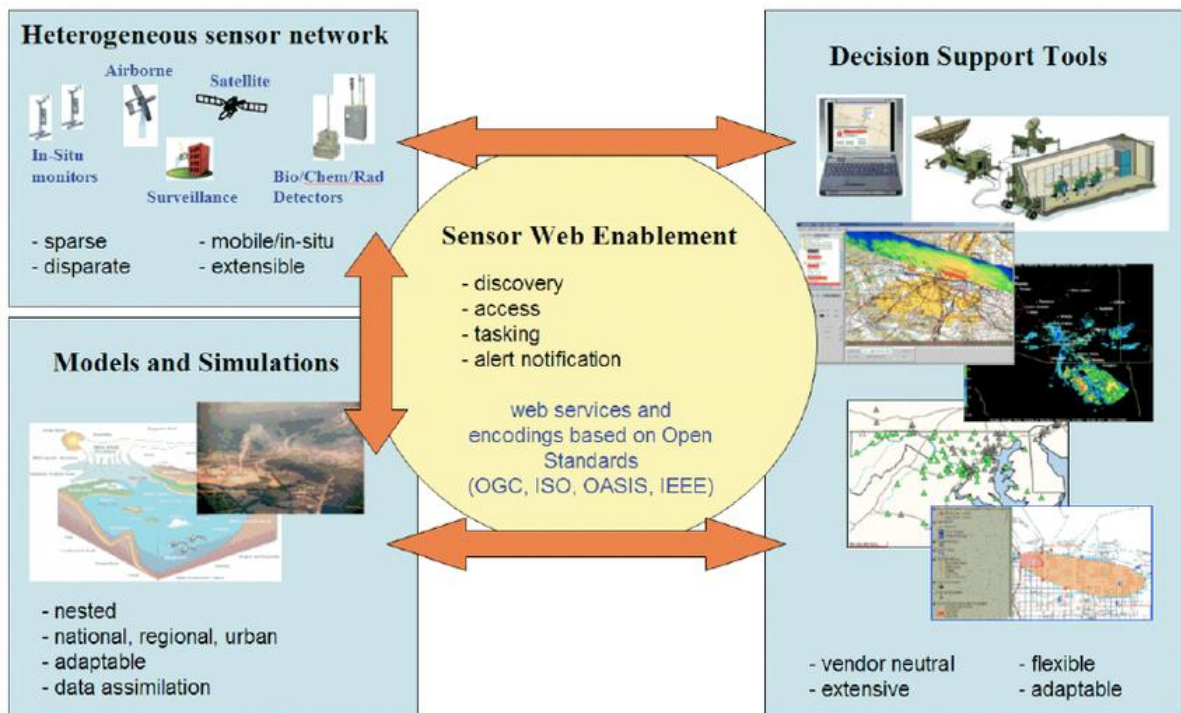 Heterogeneous sensor network
Airborne
Satellite
In-Situ
monitors
Surveillance
Bio/Chem/Rad
Detectors
- sparse
- mobile/in-situ
- disparate
- extensible
Models and Simulations
- nested
- national, regional, urban
- adaptable
- data assimilation
Sensor Web Enablement
- discovery
- access
- tasking
- alert notification
web services and
encodings based on Open
Standards
(OGC, ISO, OASIS, IEEE)
Decision Support Tools
- vendor neutral
- flexible
- extensive
- adaptable